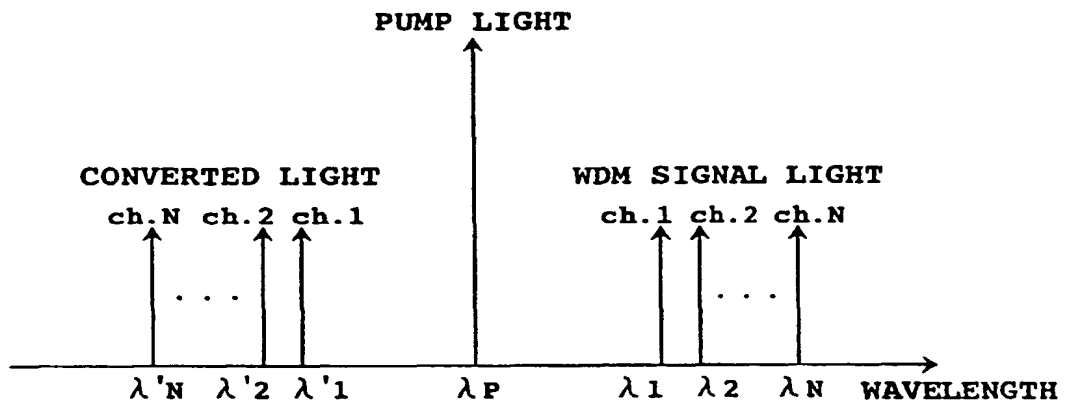 PUMP LIGHT
CONVERTED LIGHT
WDM SIGNAL LIGHT
ch.N ch.2 ch.1
ch.1 ch.2 ch.N
. . .
. . .
λ'N λ'2 λ'1 λP λ1 λ2 λN WAVELENGTH